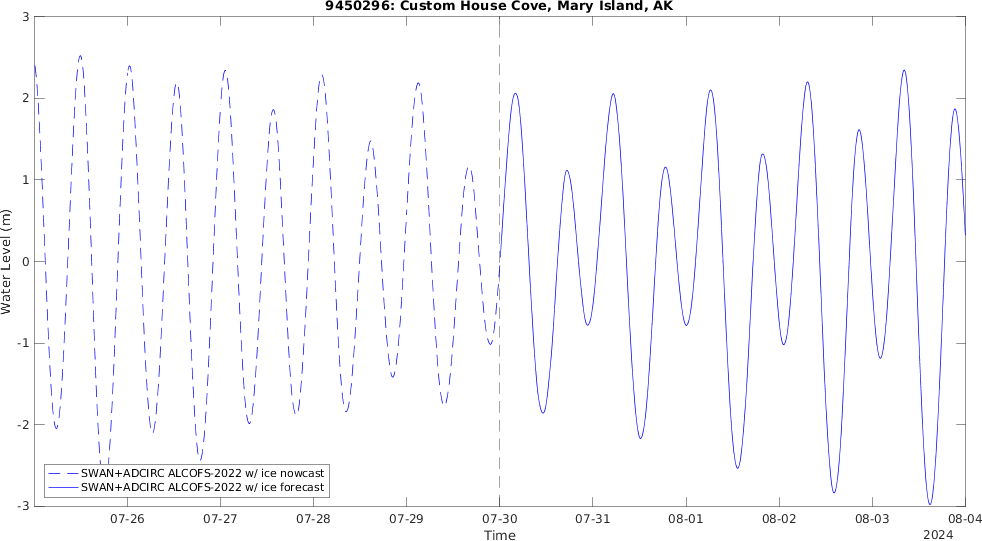 9450296: Custom House Cove, Mary Island, AK
3
2
1
0
-1
-2
-3
Water Level (m)
SWAN+ADCIRC ALCOFS-2022 w/ ice nowcast
SWAN+ADCIRC ALCOFS-2022 w/ ice forecast
07-26 07-27 07-28 07-29 07-30 07-31 08-01 08-02 08-03 08-04
Time
2024